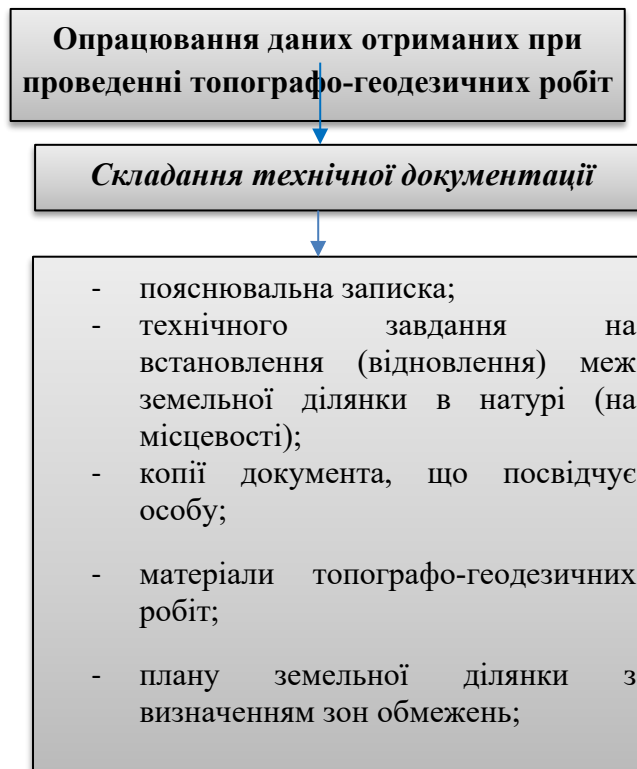 Опрацювання даних отриманих при
проведенні топографо-геодезичних робіт
Складання технічної документації
- пояснювальна записка;
- технічного завдання на
встановлення (відновлення) меж
земельної ділянки в натурі (на
місцевості);
- копії документа, що посвідчує
особу;
- матеріали топографо-геодезичних
робіт;
- плану земельної ділянки з
визначенням зон обмежень;